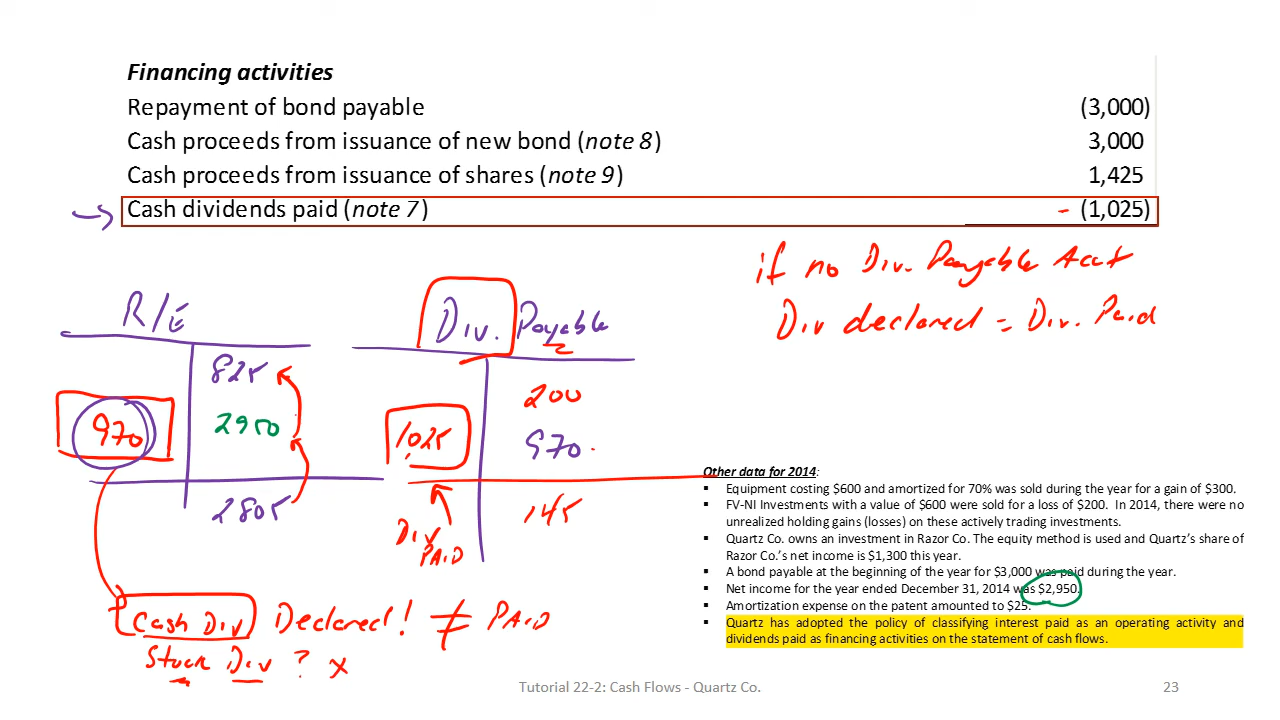 Financing activities
Repayment of bond payable (3,000)
Cash proceeds from issuance of new bond (note 8) 3,000
Cash proceeds from issuance of shares (note 9) 1,425
Cash dividends paid (note 7) - (1,025)
if no Div. Payable Acct
Div declared = Div. Paid
R/E
825
970 2950
2805
Div. Payable
200
1025 970
145
Div
PAID
Cash Div Declared! ≠ PAID
Stock Div ? x
Other data for 2014:
▪ Equipment costing $600 and amortized for 70% was sold during the year for a gain of $300.
▪ FV-NI Investments with a value of $600 were sold for a loss of $200. In 2014, there were no
unrealized holding gains (losses) on these actively trading investments.
▪ Quartz Co. owns an investment in Razor Co. The equity method is used and Quartz's share of
Razor Co.'s net income is $1,300 this year.
▪ A bond payable at the beginning of the year for $3,000 was paid during the year.
▪ Net income for the year ended December 31, 2014 was $2,950.
▪ Amortization expense on the patent amounted to $25.
▪ Quartz has adopted the policy of classifying interest paid as an operating activity and
dividends paid as financing activities on the statement of cash flows.
Tutorial 22-2: Cash Flows - Quartz Co. 23